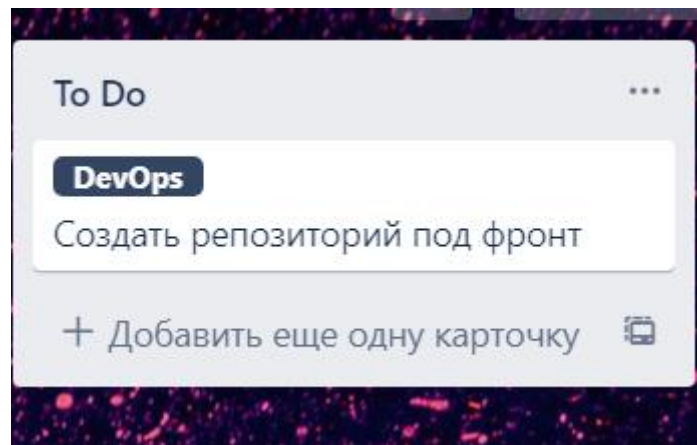 To Do
DevOps
Создать репозиторий под фронт
+ Добавить еще одну карточку